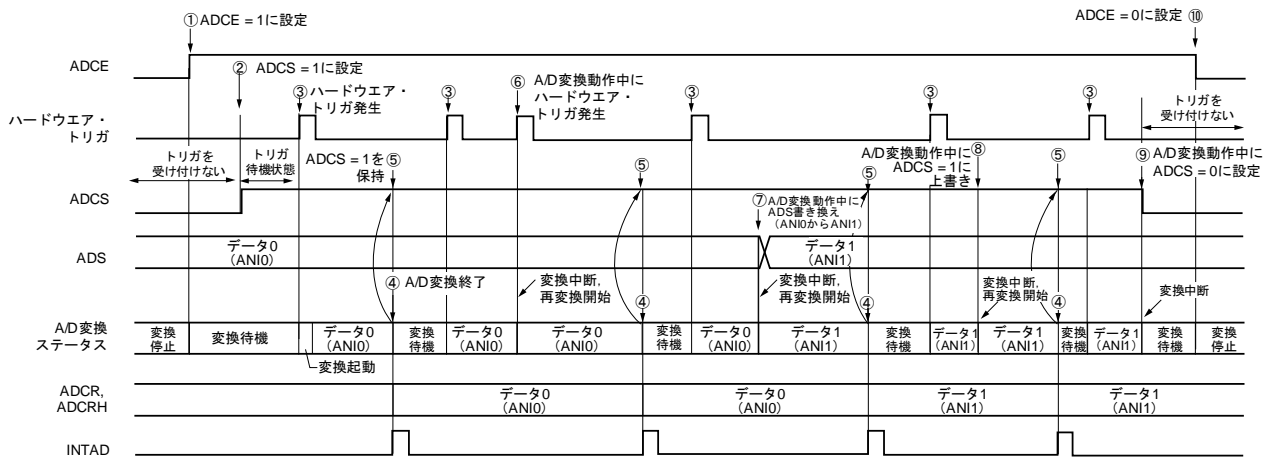 ① ADCE = 1に設定
ADCE = 0に設定 ⑩
ADCE
② ADCS = 1に設定
③ ハードウエア・
トリガ発生
③
⑥ A/D変換動作中に
ハードウエア・
トリガ発生
③
③
③
トリガを
受け付けない
ハードウエア・
トリガ
トリガを
受け付けない
トリガ
待機状態
ADCS = 1を
保持
⑤
⑤
⑤
A/D変換動作中に
ADCS = 1に
上書き
⑧
⑤
⑨ A/D変換動作中に
ADCS = 0に設定
ADCS
⑦ A/D変換動作中に
ADS書き換え
(ANI0からANI1)
ADS
データ0
(ANI0)
データ1
(ANI1)
④ A/D変換終了
変換中断,
再変換開始
④
変換中断,
再変換開始
④
変換中断,
再変換開始
④
変換中断
A/D変換
ステータス
変換
停止
変換待機
データ0
(ANI0)
変換
待機
データ0
(ANI0)
データ0
(ANI0)
変換
待機
データ0
(ANI0)
データ1
(ANI1)
変換
待機
データ1
(ANI1)
データ1
(ANI1)
変換
待機
データ1
(ANI1)
変換
待機
変換
停止
変換起動
ADCR,
ADCRH
データ0
(ANI0)
データ0
(ANI0)
データ1
(ANI1)
データ1
(ANI1)
INTAD